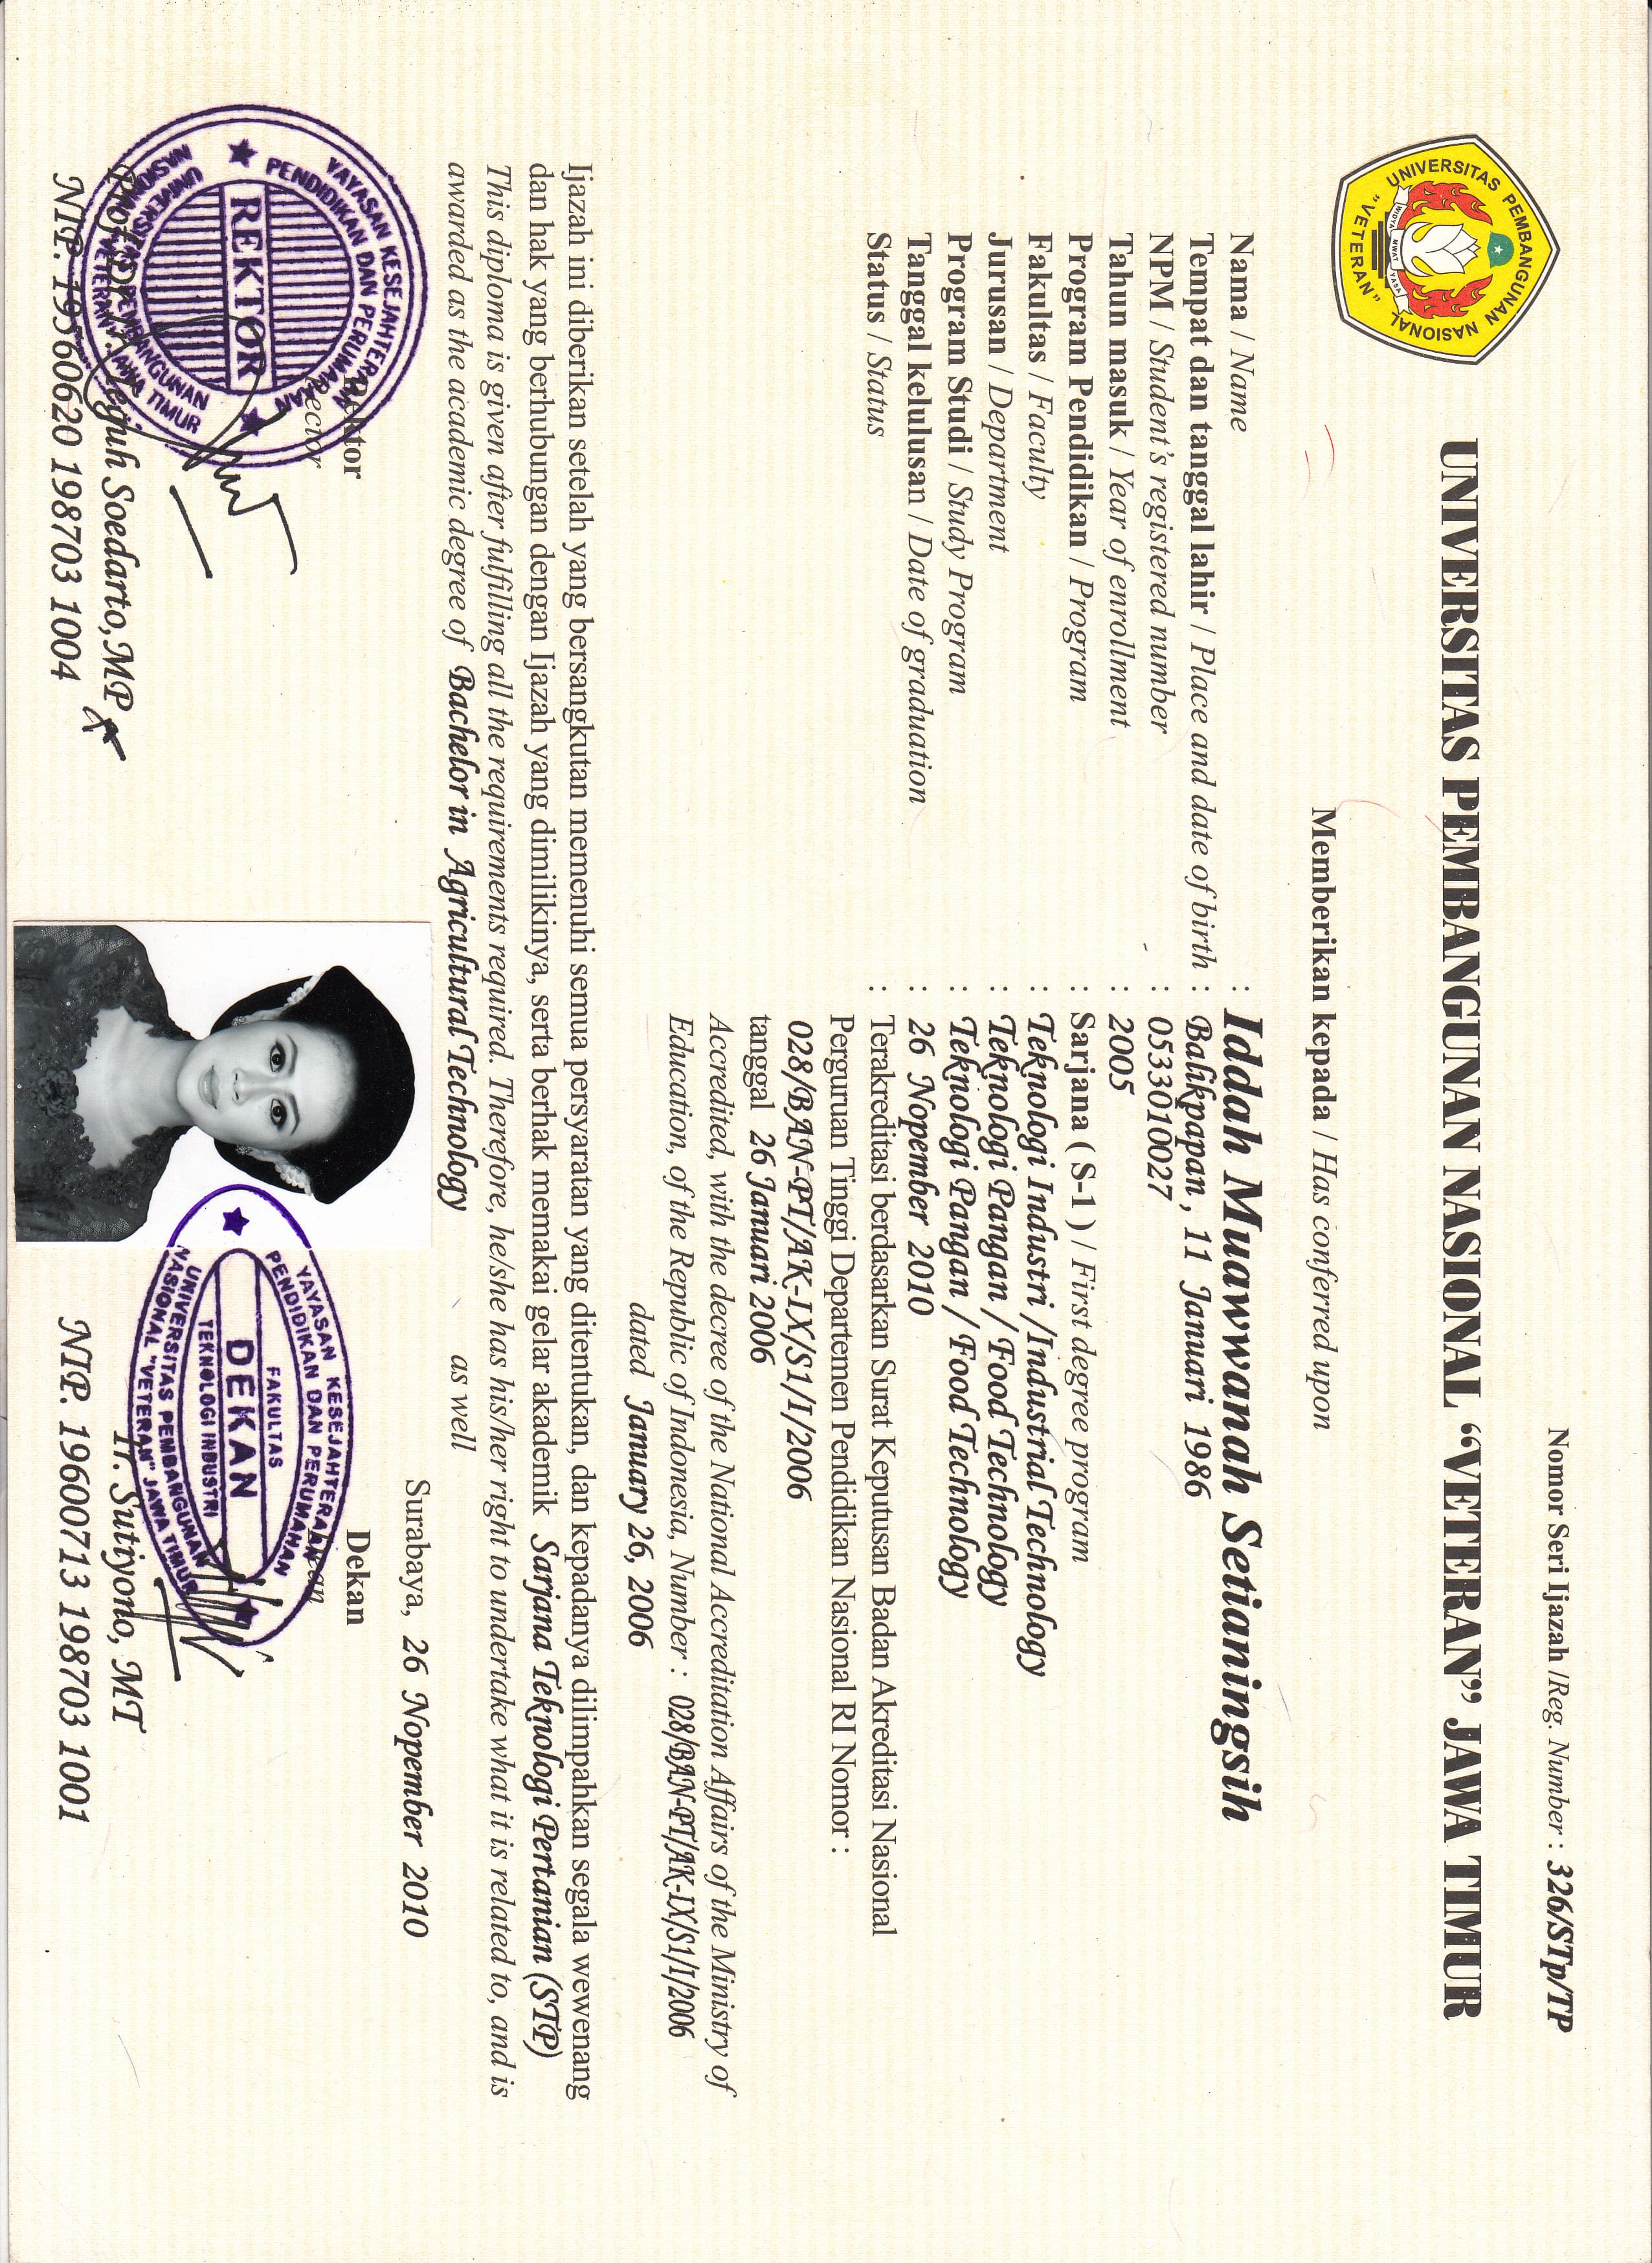 Nomor Seri Ijazah /Reg. Number : 326/STp/TP
UNIVERSITAS PEMBANGUNAN NASIONAL "VETERAN" JAWA TIMUR
UNIVERSITAS PEMBANGUNAN NASIONAL
"VETERAN"
WIDYA MWAT YASA
Memberikan kepada / Has conferred upon
Nama / Name : Iddah Muawwanah Setianingsih
Tempat dan tanggal lahir / Place and date of birth : Balikpapan , 11 Januari 1986
NPM / Student's registered number : 0533010027
Tahun masuk / Year of enrollment : 2005
Program Pendidikan / Program : Sarjana ( S-1 ) / First degree program
Fakultas / Faculty : Teknologi Industri /Industrial Technology
Jurusan / Department : Teknologi Pangan / Food Technology
Program Studi / Study Program : Teknologi Pangan / Food Technology
Tanggal kelulusan / Date of graduation : 26 Nopember 2010
Status / Status : Terakreditasi berdasarkan Surat Keputusan Badan Akreditasi Nasional
Perguruan Tinggi Departemen Pendidikan Nasional RI Nomor :
028/BAN-PT/AK-IX/S1/I/2006
tanggal 26 Januari 2006
Accredited, with the decree of the National Accreditation Affairs of the Ministry of
Education, of the Republic of Indonesia, Number : 028/BAN-PT/AK-IX/S1/I/2006
dated January 26, 2006
Ijazah ini diberikan setelah yang bersangkutan memenuhi semua persyaratan yang ditentukan, dan kepadanya dilimpahkan segala wewenang
dan hak yang berhubungan dengan Ijazah yang dimilikinya, serta berhak memakai gelar akademik Sarjana Teknologi Pertanian (STP)
This diploma is given after fulfilling all the requirements required. Therefore, he/she has his/her right to undertake what it is related to, and is
awarded as the academic degree of Bachelor in Agricultural Technology as well
Surabaya, 26 Nopember 2010
Rektor
Rector
YAYASAN KESEJAHTERAAN
PENDIDIKAN DAN PERUMAHAN
REKTOR
UNIVERSITAS PEMBANGUNAN
NASIONAL "VETERAN" JAWA TIMUR
Prof. Dr. Ir. Teguh Soedarto,MP
NIP. 19560620 198703 1004
Dekan
Dean
YAYASAN KESEJAHTERAAN
PENDIDIKAN DAN PERUMAHAN
FAKULTAS
DEKAN
TEKNOLOGI INDUSTRI
UNIVERSITAS PEMBANGUNAN
NASIONAL "VETERAN" JAWA TIMUR
Ir. Sutiyono, MT
NIP. 19600713 198703 1001